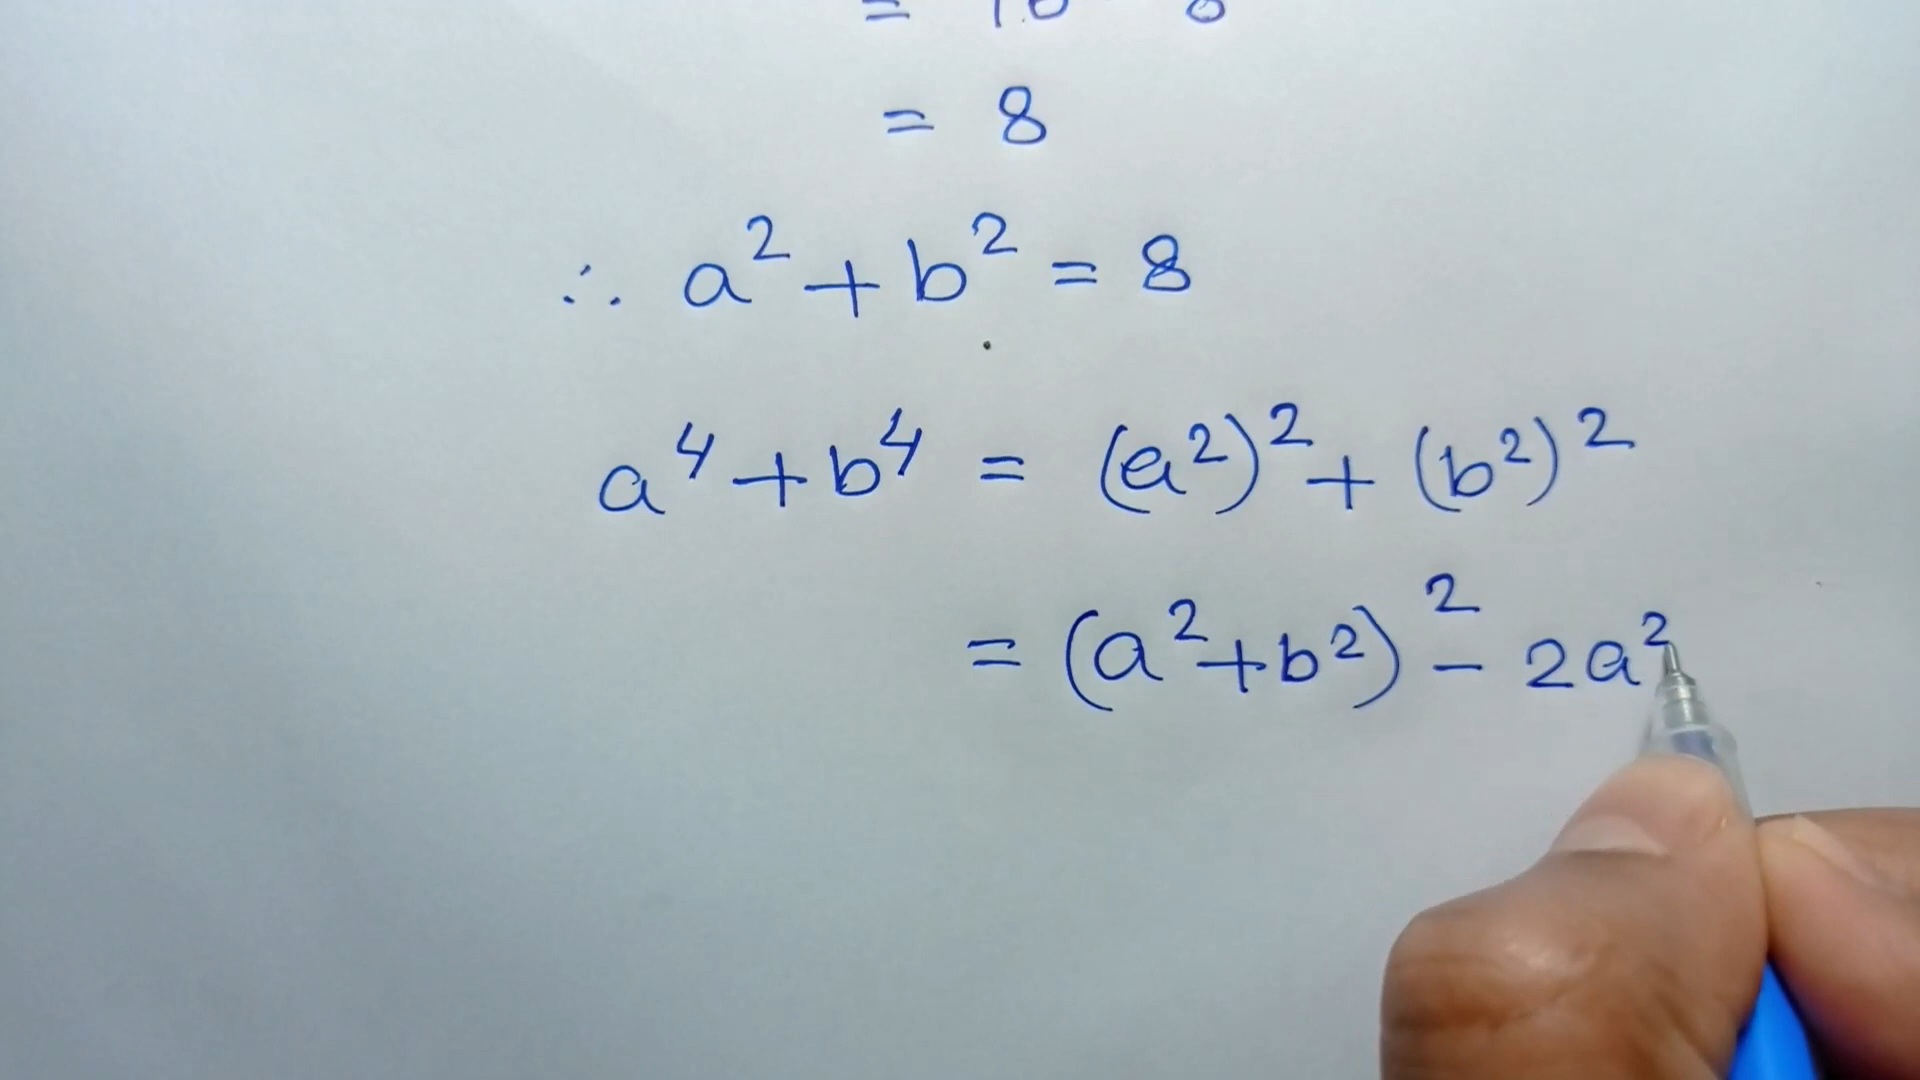 = 8
∴ a² + b² = 8
a⁴ + b⁴ = (a²)² + (b²)²
= (a² + b²)² - 2a²